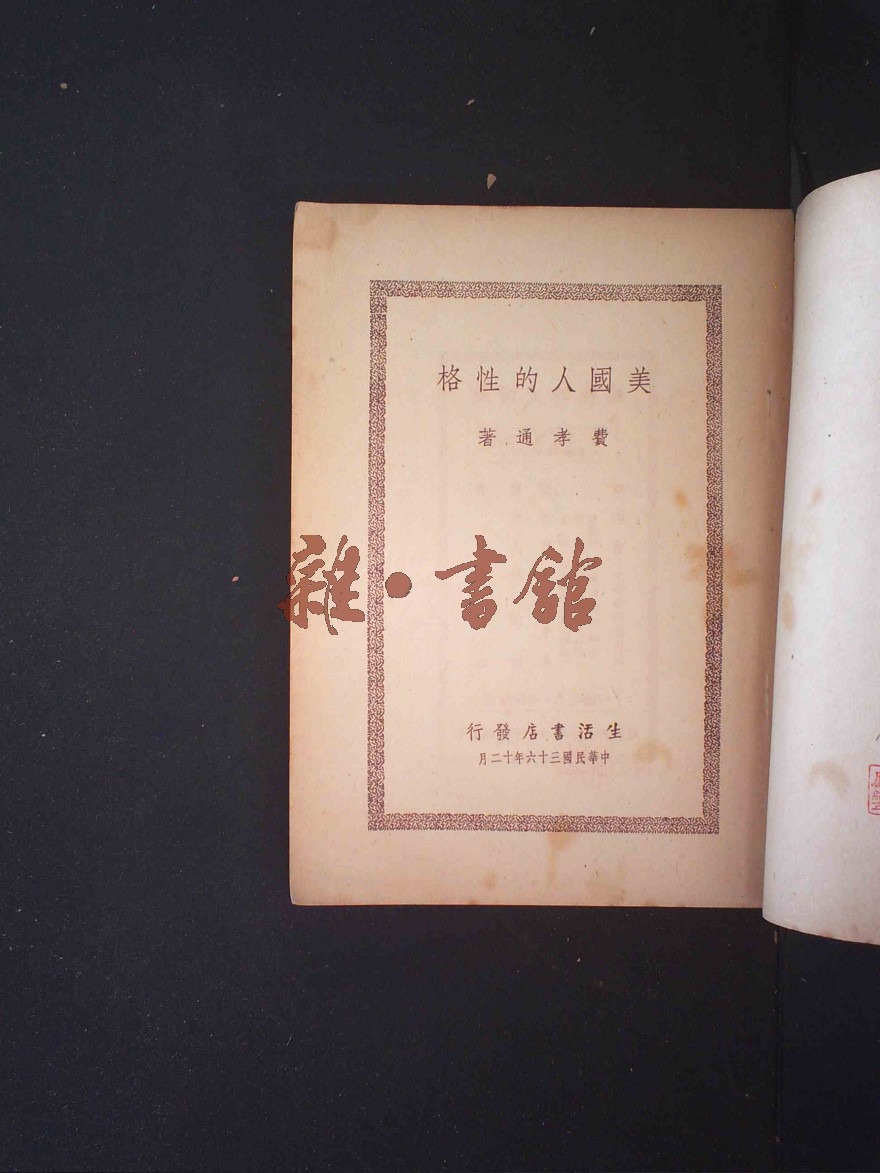 美國人的性格
費孝通著
雜·書館
生活書店發行
中華民國三十六年十二月